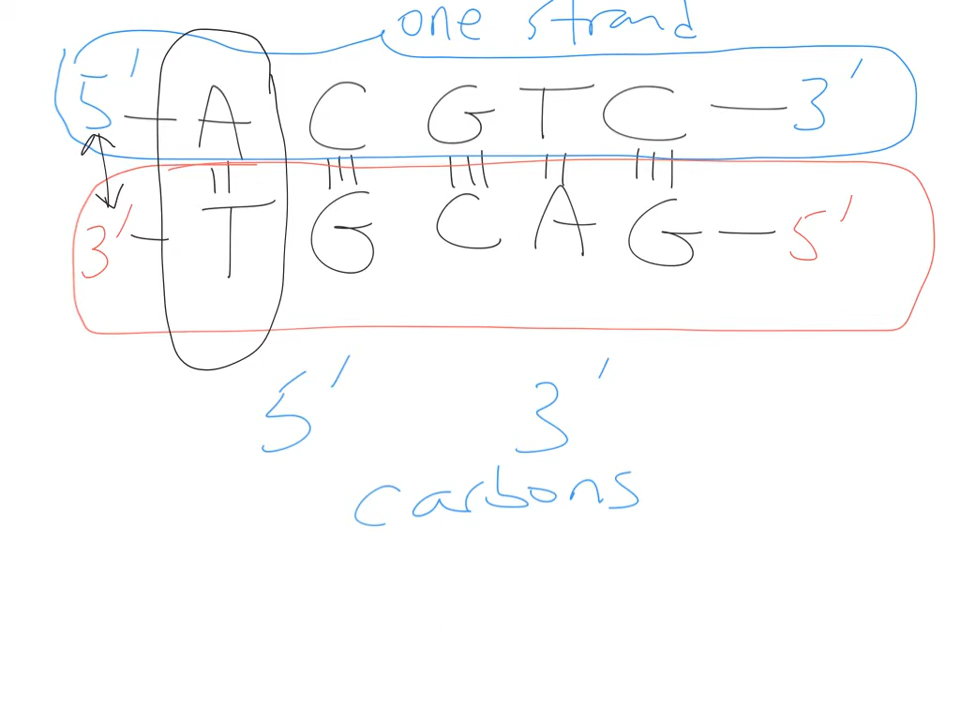 one strand
5' - A C G T C - 3'
3' - T G C A G - 5'
5' 3'
carbons